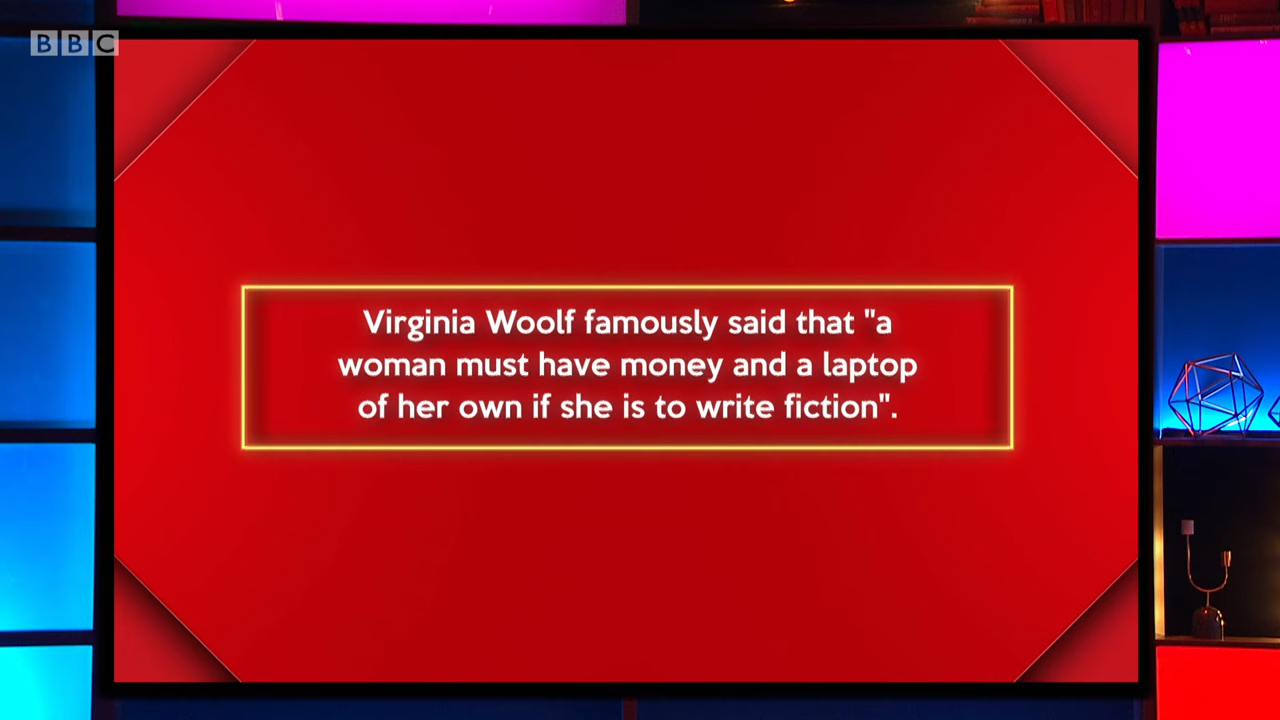 BBC
Virginia Woolf famously said that "a
woman must have money and a laptop
of her own if she is to write fiction".